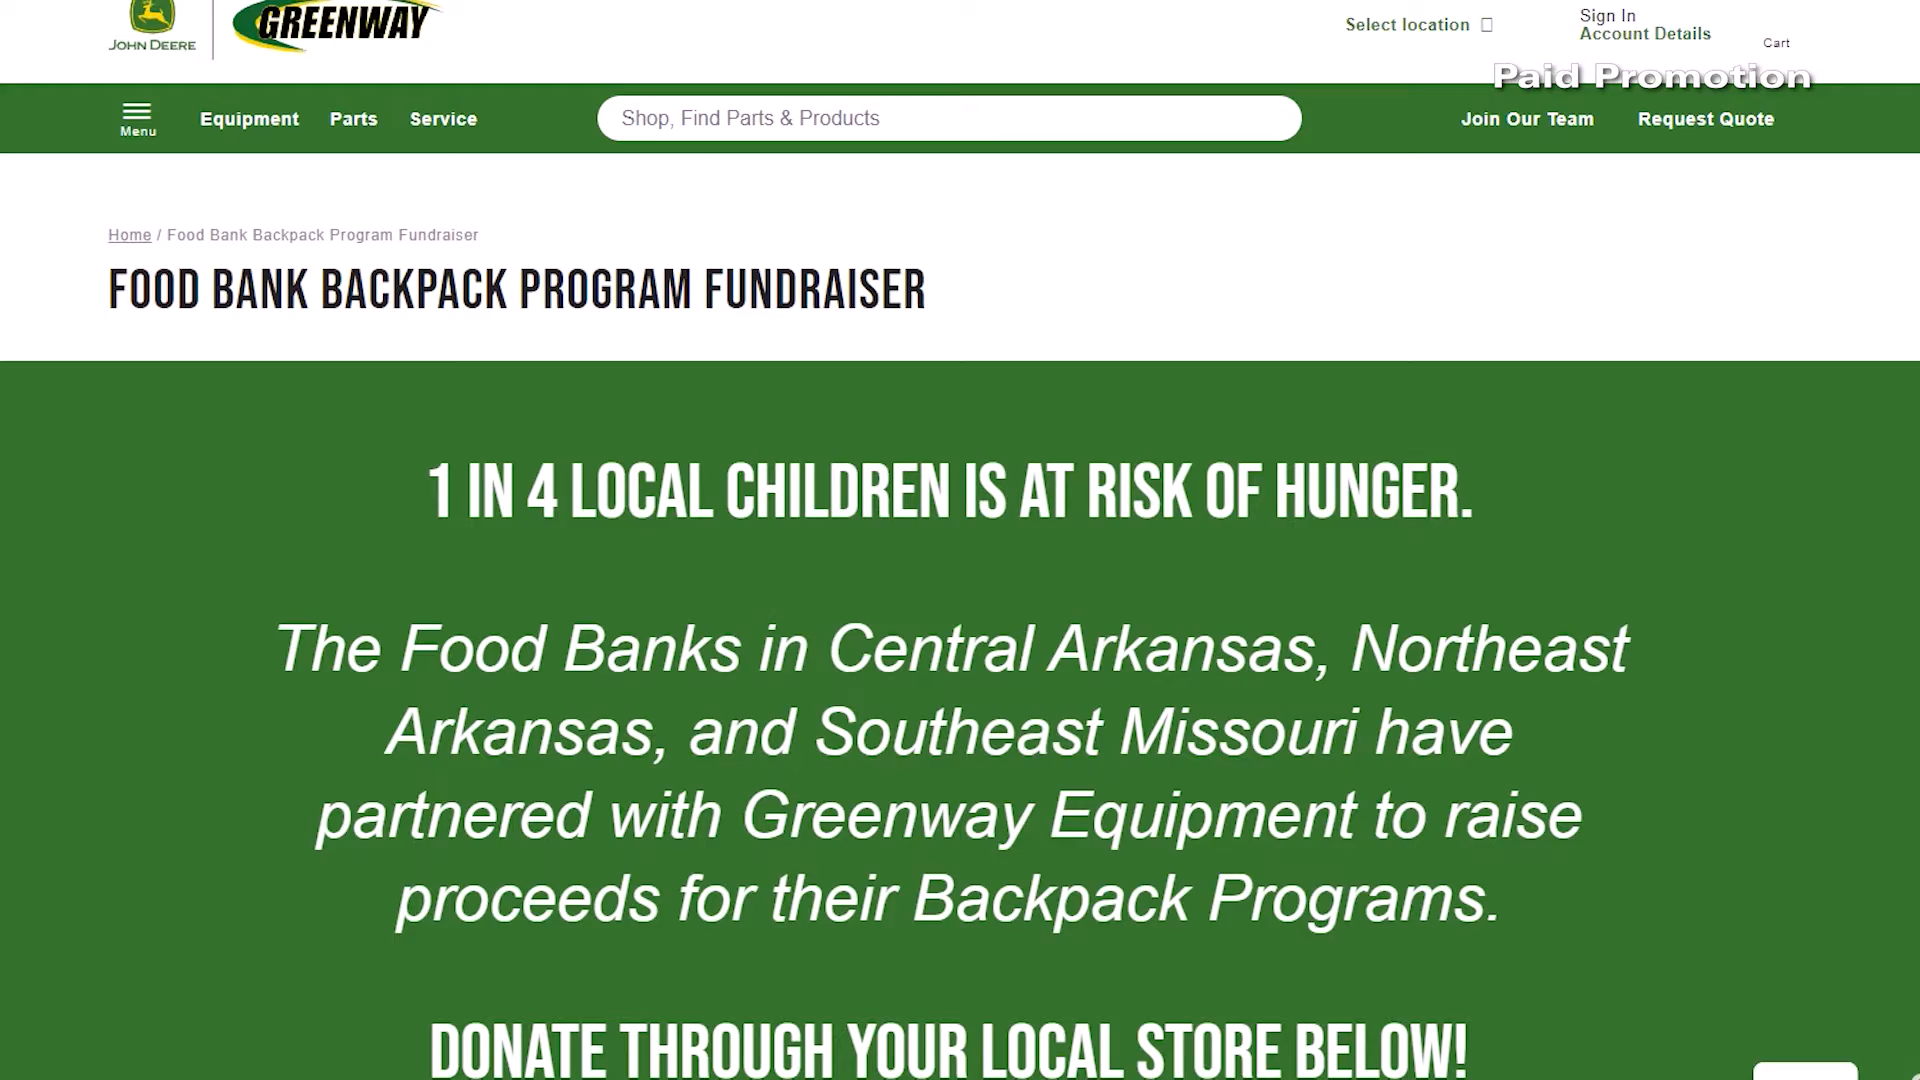 JOHN DEERE
GREENWAY
Select location
Sign In
Account Details
Cart
Paid Promotion
Menu
Equipment
Parts
Service
Shop, Find Parts & Products
Join Our Team
Request Quote
Home / Food Bank Backpack Program Fundraiser
FOOD BANK BACKPACK PROGRAM FUNDRAISER
1 IN 4 LOCAL CHILDREN IS AT RISK OF HUNGER.
The Food Banks in Central Arkansas, Northeast
Arkansas, and Southeast Missouri have
partnered with Greenway Equipment to raise
proceeds for their Backpack Programs.
DONATE THROUGH YOUR LOCAL STORE BELOW!